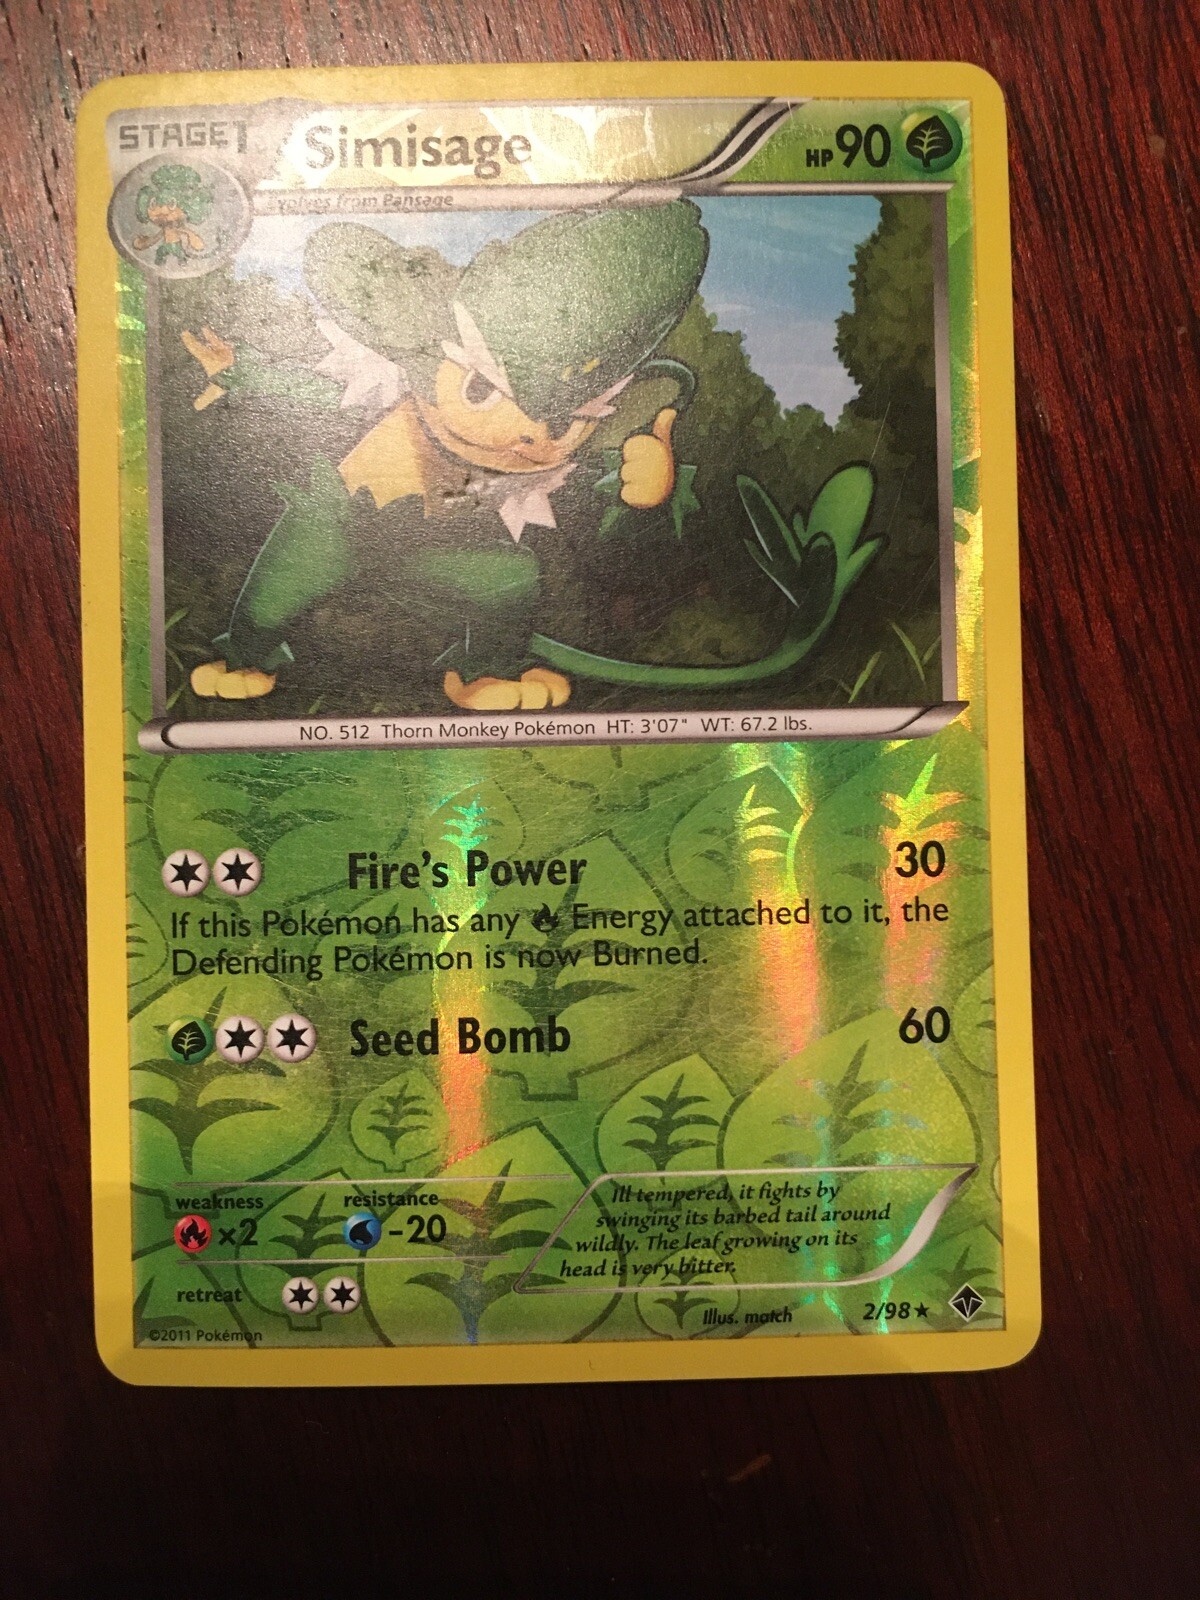 STAGE1 Simisage HP 90
Evolves from Pansage
NO. 512 Thorn Monkey Pokémon HT: 3'07" WT: 67.2 lbs.
Fire's Power 30
If this Pokémon has any Energy attached to it, the
Defending Pokémon is now Burned.
Seed Bomb 60
weakness resistance
×2 -20
retreat
Ill tempered, it fights by
swinging its barbed tail around
wildly. The leaf growing on its
head is very bitter.
Illus. match 2/98★
©2011 Pokémon